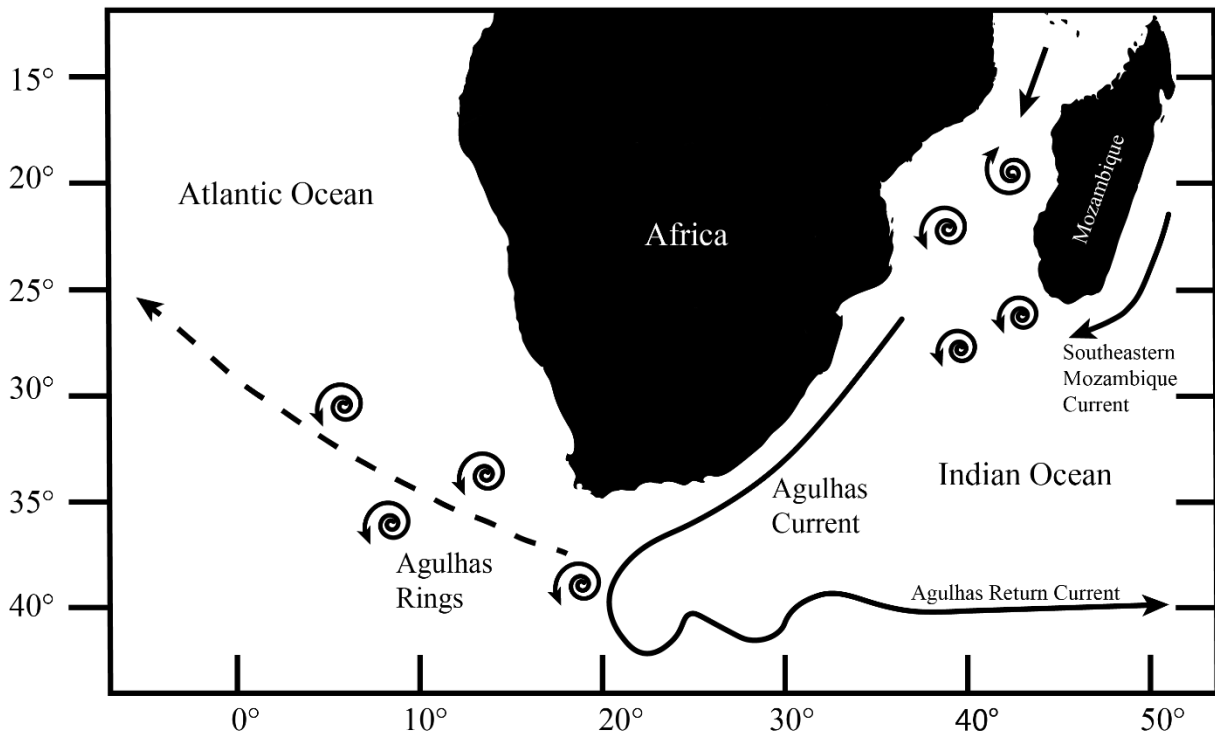 15°
20°
25°
30°
35°
40°
Atlantic Ocean
Africa
Mozambique
Southeastern
Mozambique
Current
Indian Ocean
Agulhas
Current
Agulhas
Rings
Agulhas Return Current
0°
10°
20°
30°
40°
50°